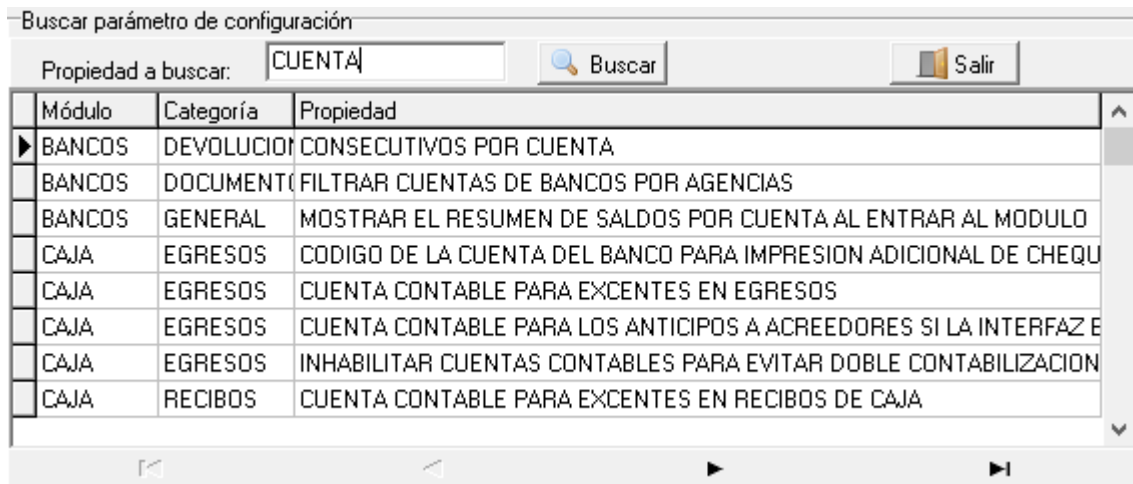 Buscar parámetro de configuración
Propiedad a buscar: CUENTA Buscar Salir
Módulo Categoría Propiedad
BANCOS DEVOLUCION CONSECUTIVOS POR CUENTA
BANCOS DOCUMENTO FILTRAR CUENTAS DE BANCOS POR AGENCIAS
BANCOS GENERAL MOSTRAR EL RESUMEN DE SALDOS POR CUENTA AL ENTRAR AL MODULO
CAJA EGRESOS CODIGO DE LA CUENTA DEL BANCO PARA IMPRESION ADICIONAL DE CHEQU
CAJA EGRESOS CUENTA CONTABLE PARA EXCENTES EN EGRESOS
CAJA EGRESOS CUENTA CONTABLE PARA LOS ANTICIPOS A ACREEDORES SI LA INTERFAZ E
CAJA EGRESOS INHABILITAR CUENTAS CONTABLES PARA EVITAR DOBLE CONTABILIZACION
CAJA RECIBOS CUENTA CONTABLE PARA EXCENTES EN RECIBOS DE CAJA